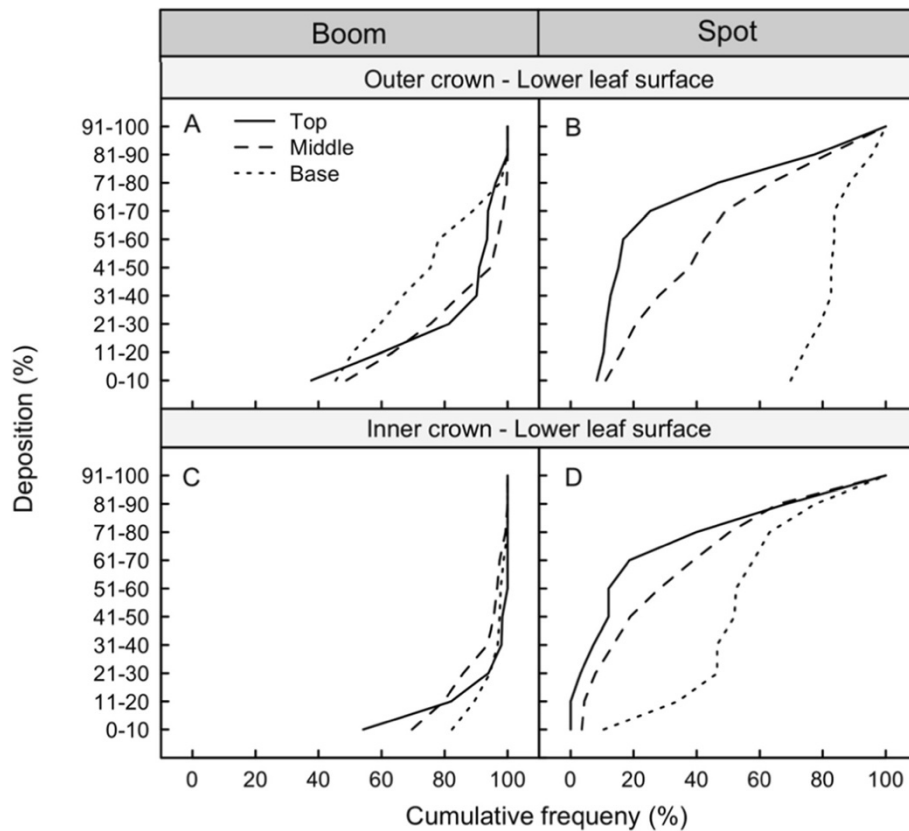 Boom Spot
Outer crown - Lower leaf surface
A B
Top
Middle
Base
91-100
81-90
71-80
61-70
51-60
41-50
31-40
21-30
11-20
0-10
Deposition (%)
Inner crown - Lower leaf surface
C D
91-100
81-90
71-80
61-70
51-60
41-50
31-40
21-30
11-20
0-10
0 20 40 60 80 100 0 20 40 60 80 100
Cumulative frequeny (%)